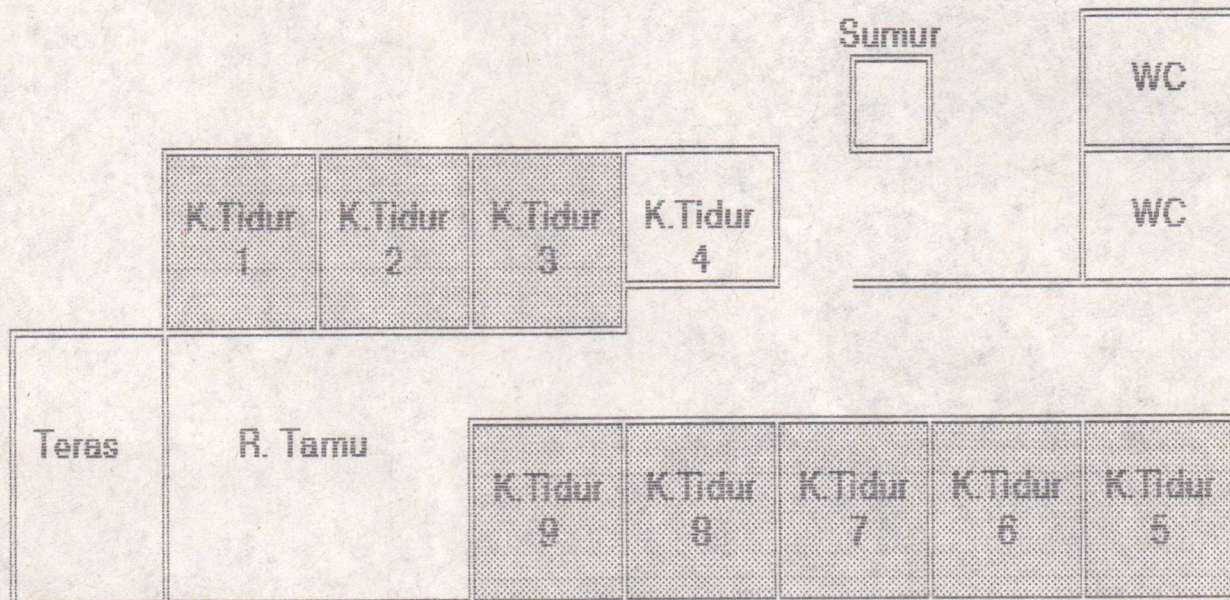 Sumur
WC
WC
K.Tidur
1
K.Tidur
2
K.Tidur
3
K.Tidur
4
Teras
R. Tamu
K.Tidur
9
K.Tidur
8
K.Tidur
7
K.Tidur
6
K.Tidur
5